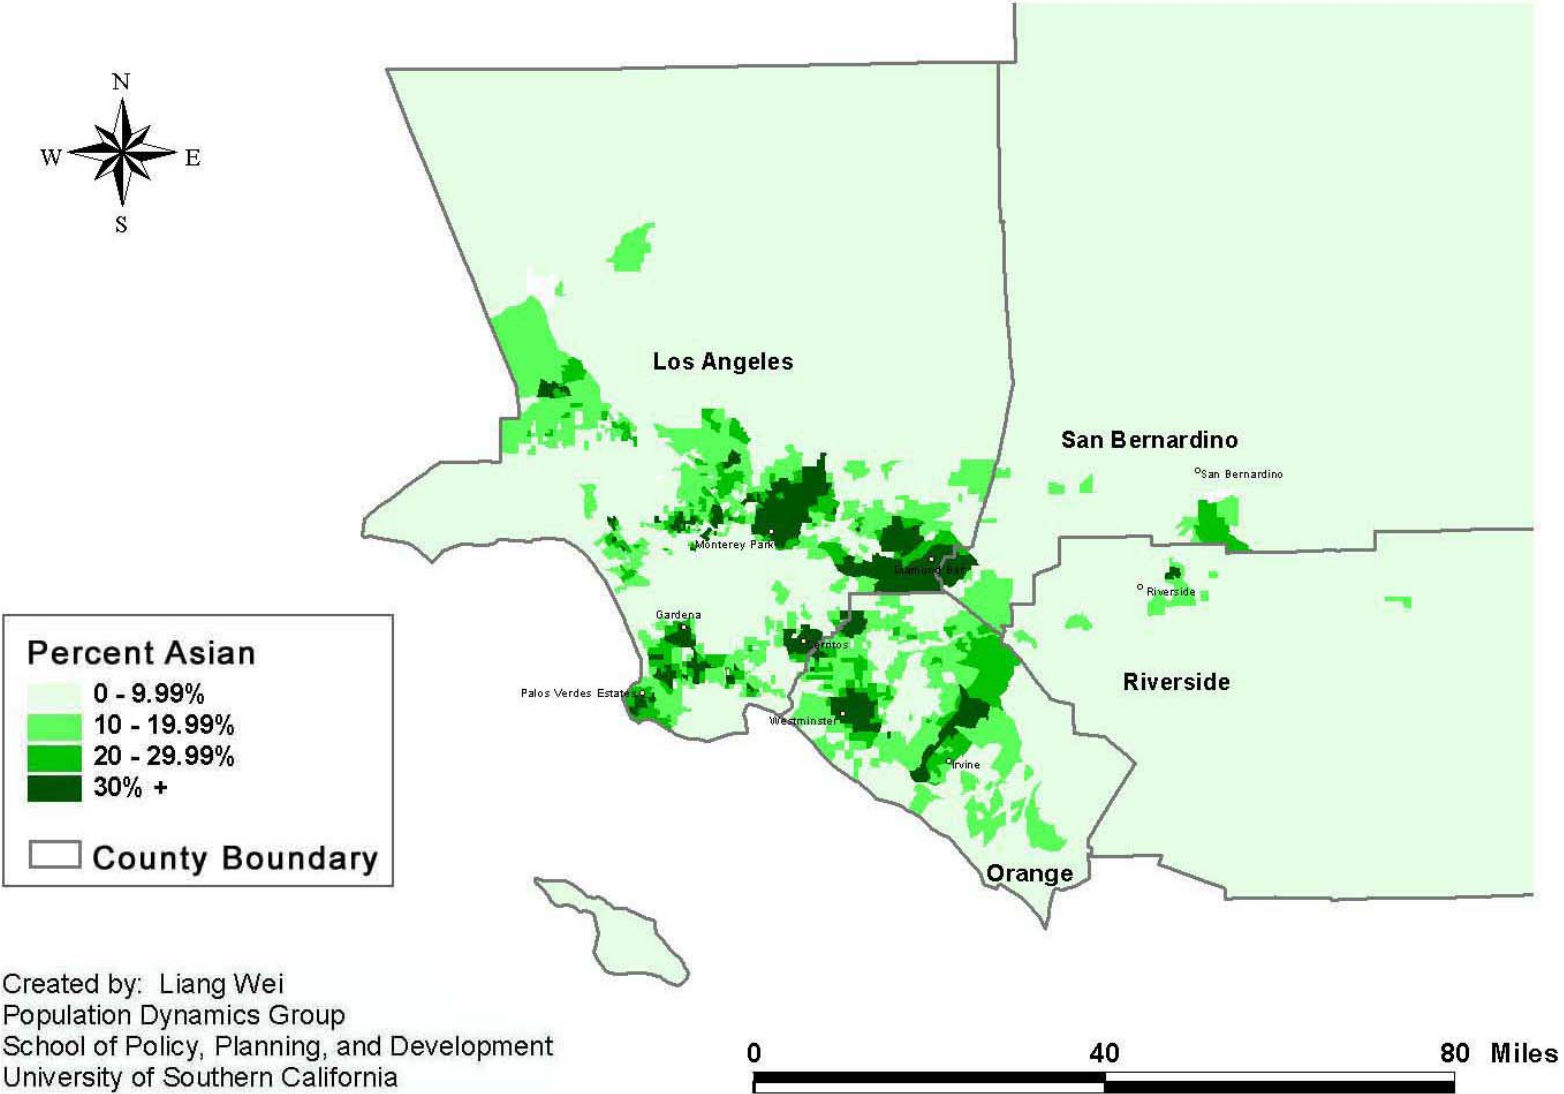 N
W E
S
Los Angeles
San Bernardino
San Bernardino
Monterey Park
Diamond Bar
Riverside
Gardena
Cerritos
Riverside
Palos Verdes Estates
Westminster
Irvine
Orange
Percent Asian
0 - 9.99%
10 - 19.99%
20 - 29.99%
30% +
County Boundary
Created by: Liang Wei
Population Dynamics Group
School of Policy, Planning, and Development
University of Southern California
0 40 80 Miles